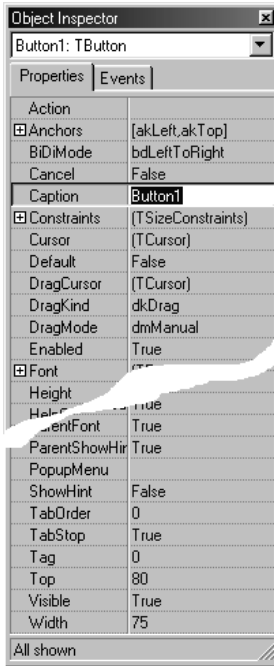 Object Inspector
Button1: TButton
Properties Events
Action
Anchors [akLeft,akTop]
BiDiMode bdLeftToRight
Cancel False
Caption Button1
Constraints (TSizeConstraints)
Cursor (TCursor)
Default False
DragCursor (TCursor)
DragKind dkDrag
DragMode dmManual
Enabled True
Font
Height
True
ParentFont True
ParentShowHir True
PopupMenu
ShowHint False
TabOrder 0
TabStop True
Tag 0
Top 80
Visible True
Width 75
All shown